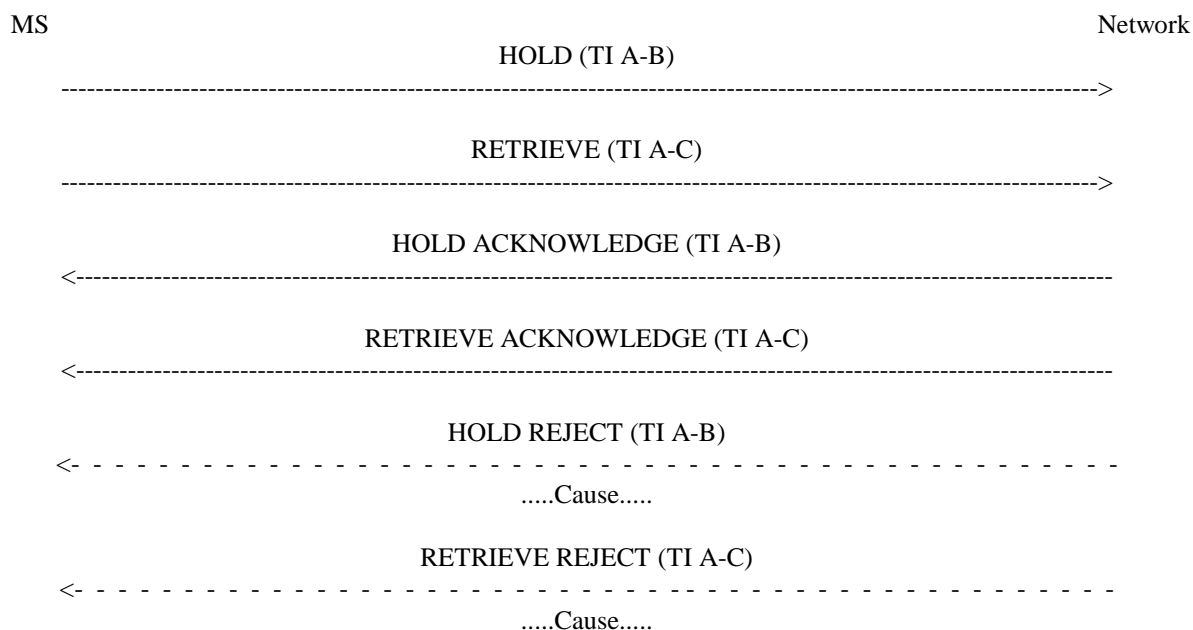 MS Network
HOLD (TI A-B)
RETRIEVE (TI A-C)
HOLD ACKNOWLEDGE (TI A-B)
RETRIEVE ACKNOWLEDGE (TI A-C)
HOLD REJECT (TI A-B)
.....Cause.....
RETRIEVE REJECT (TI A-C)
.....Cause.....